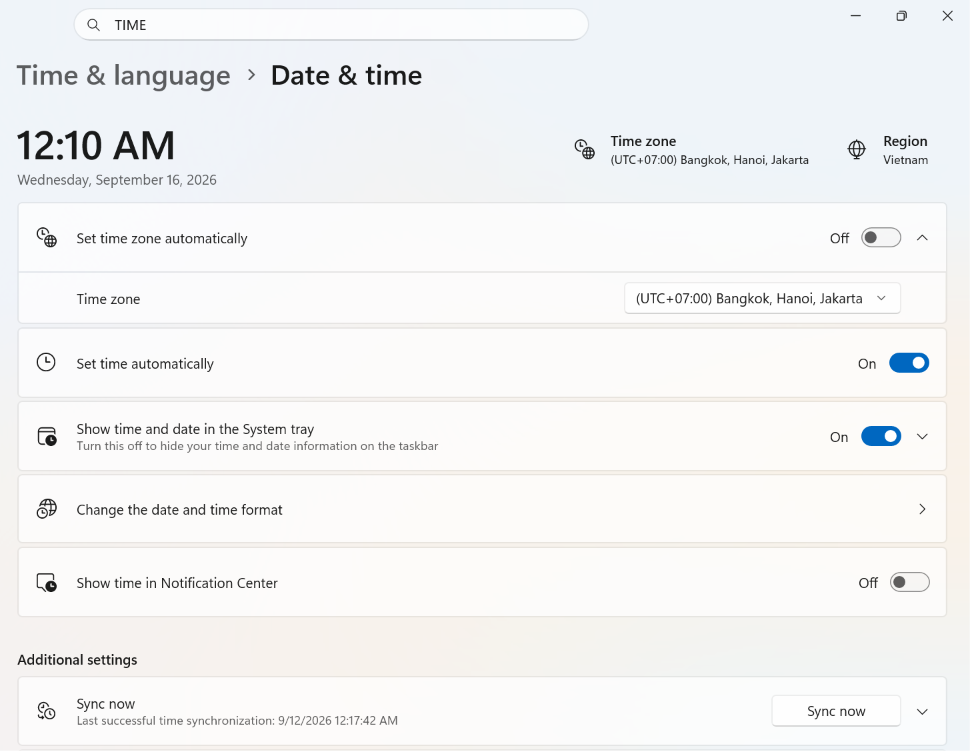 TIME
Time & language > Date & time
12:10 AM
Wednesday, September 16, 2026
Time zone
(UTC+07:00) Bangkok, Hanoi, Jakarta
Region
Vietnam
Set time zone automatically
Off
Time zone
(UTC+07:00) Bangkok, Hanoi, Jakarta
Set time automatically
On
Show time and date in the System tray
Turn this off to hide your time and date information on the taskbar
On
Change the date and time format
Show time in Notification Center
Off
Additional settings
Sync now
Last successful time synchronization: 9/12/2026 12:17:42 AM
Sync now